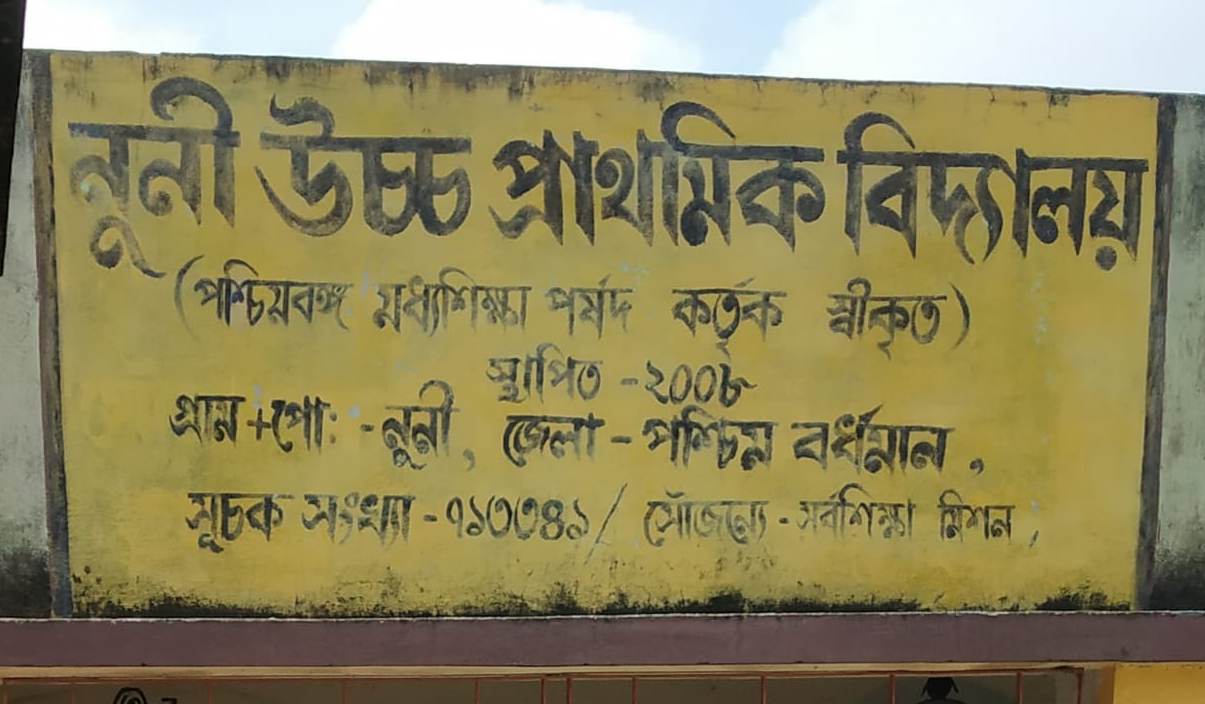 নুনী উচ্চ প্রাথমিক বিদ্যালয়
(পশ্চিমবঙ্গ মধ্যশিক্ষা পর্ষদ কর্তৃক স্বীকৃত)
স্থাপিত -২০০৮
গ্রাম+পো: -নুনী, জেলা - পশ্চিম বর্ধমান,
সূচক সংখ্যা -৭১৩৩৪১/ সৌঁজন্যে - সর্বশিক্ষা মিশন,